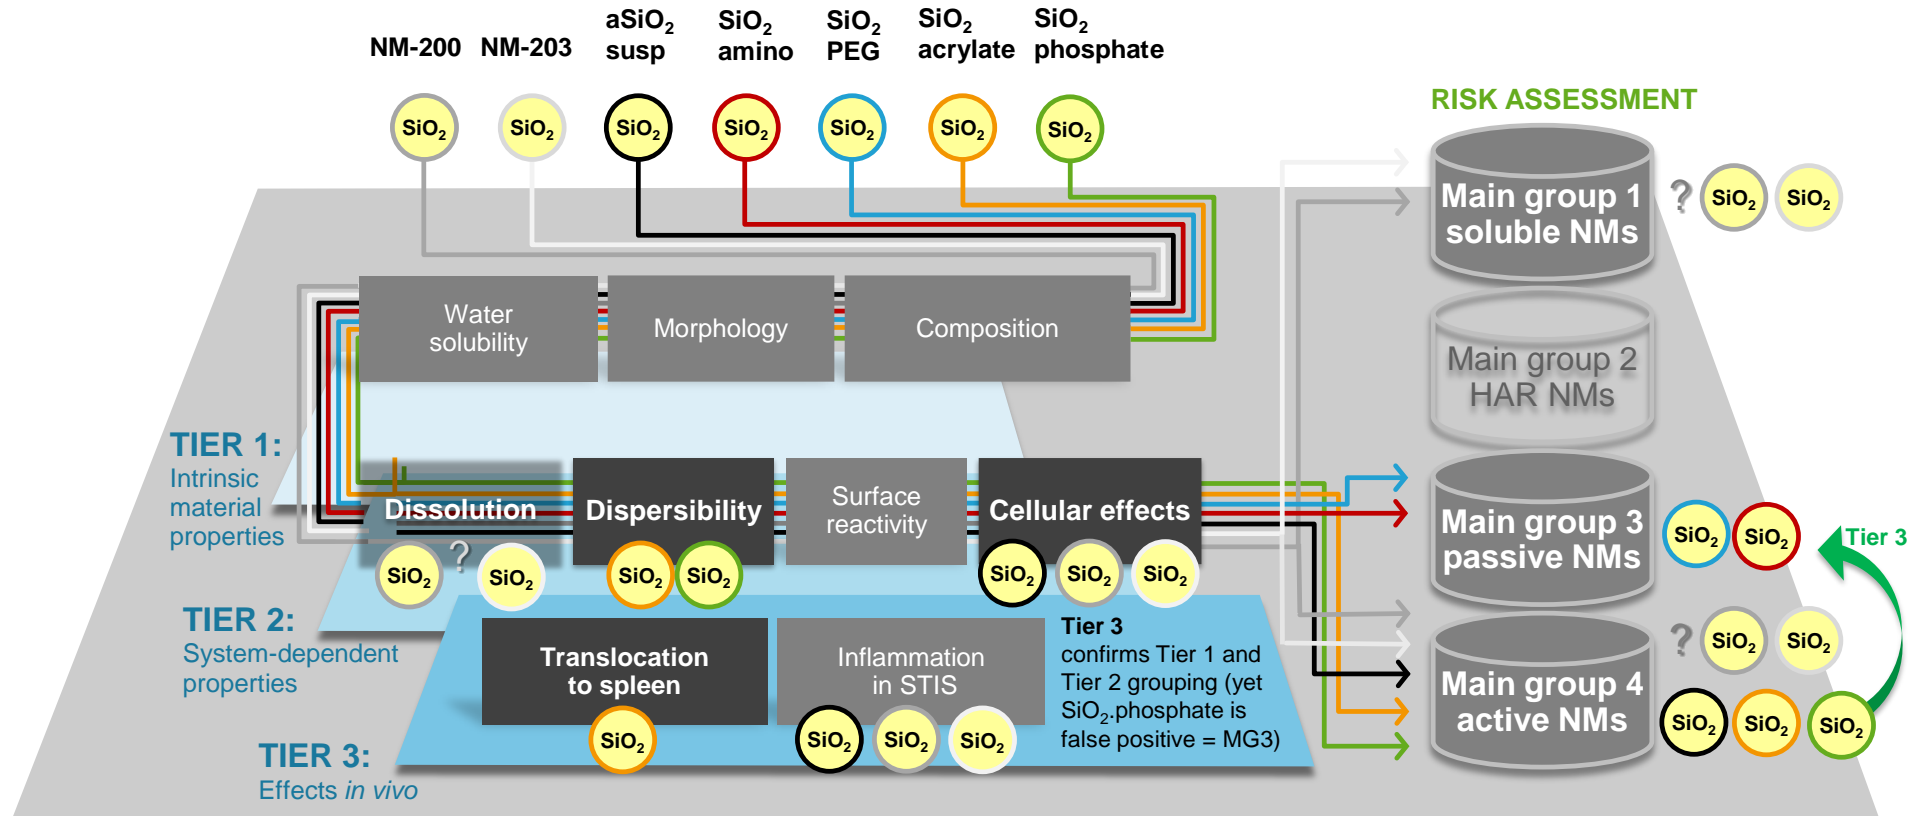 NM-200
NM-203
aSiO₂
susp
SiO₂
amino
SiO₂
PEG
SiO₂
acrylate
SiO₂
phosphate
SiO₂
SiO₂
SiO₂
SiO₂
SiO₂
SiO₂
SiO₂
RISK ASSESSMENT
Main group 1
soluble NMs
? SiO₂ SiO₂
Water
solubility
Morphology
Composition
Main group 2
HAR NMs
TIER 1:
Intrinsic
material
properties
Dissolution
Dispersibility
Surface
reactivity
Cellular effects
SiO₂ ? SiO₂
SiO₂ SiO₂
SiO₂ SiO₂ SiO₂
Main group 3
passive NMs
SiO₂ SiO₂
Tier 3
TIER 2:
System-dependent
properties
Translocation
to spleen
SiO₂
Inflammation
in STIS
SiO₂ SiO₂ SiO₂
Tier 3
confirms Tier 1 and
Tier 2 grouping (yet
SiO₂.phosphate is
false positive = MG3)
Main group 4
active NMs
? SiO₂ SiO₂
SiO₂ SiO₂ SiO₂
TIER 3:
Effects in vivo